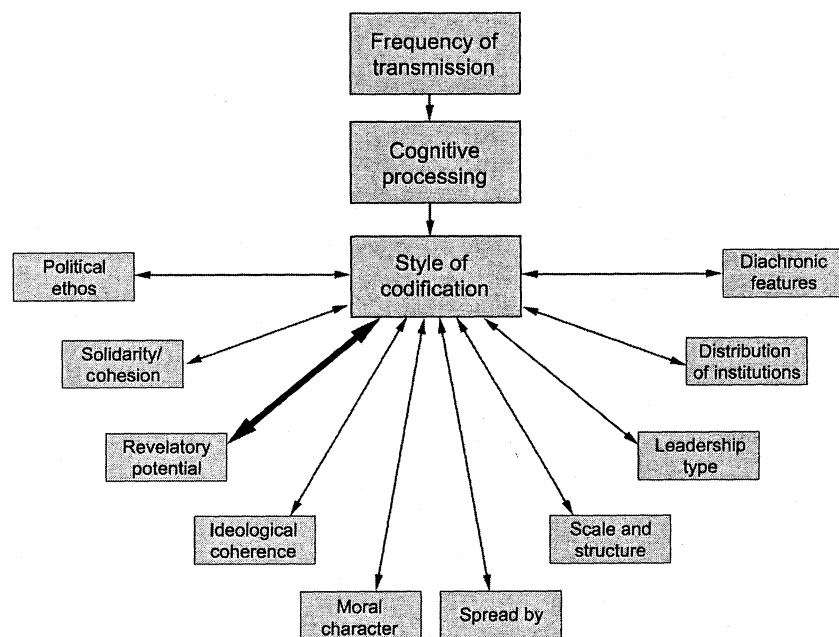 Frequency of
transmission
Cognitive
processing
Style of
codification
Political
ethos
Diachronic
features
Solidarity/
cohesion
Distribution
of institutions
Revelatory
potential
Leadership
type
Ideological
coherence
Scale and
structure
Moral
character
Spread by